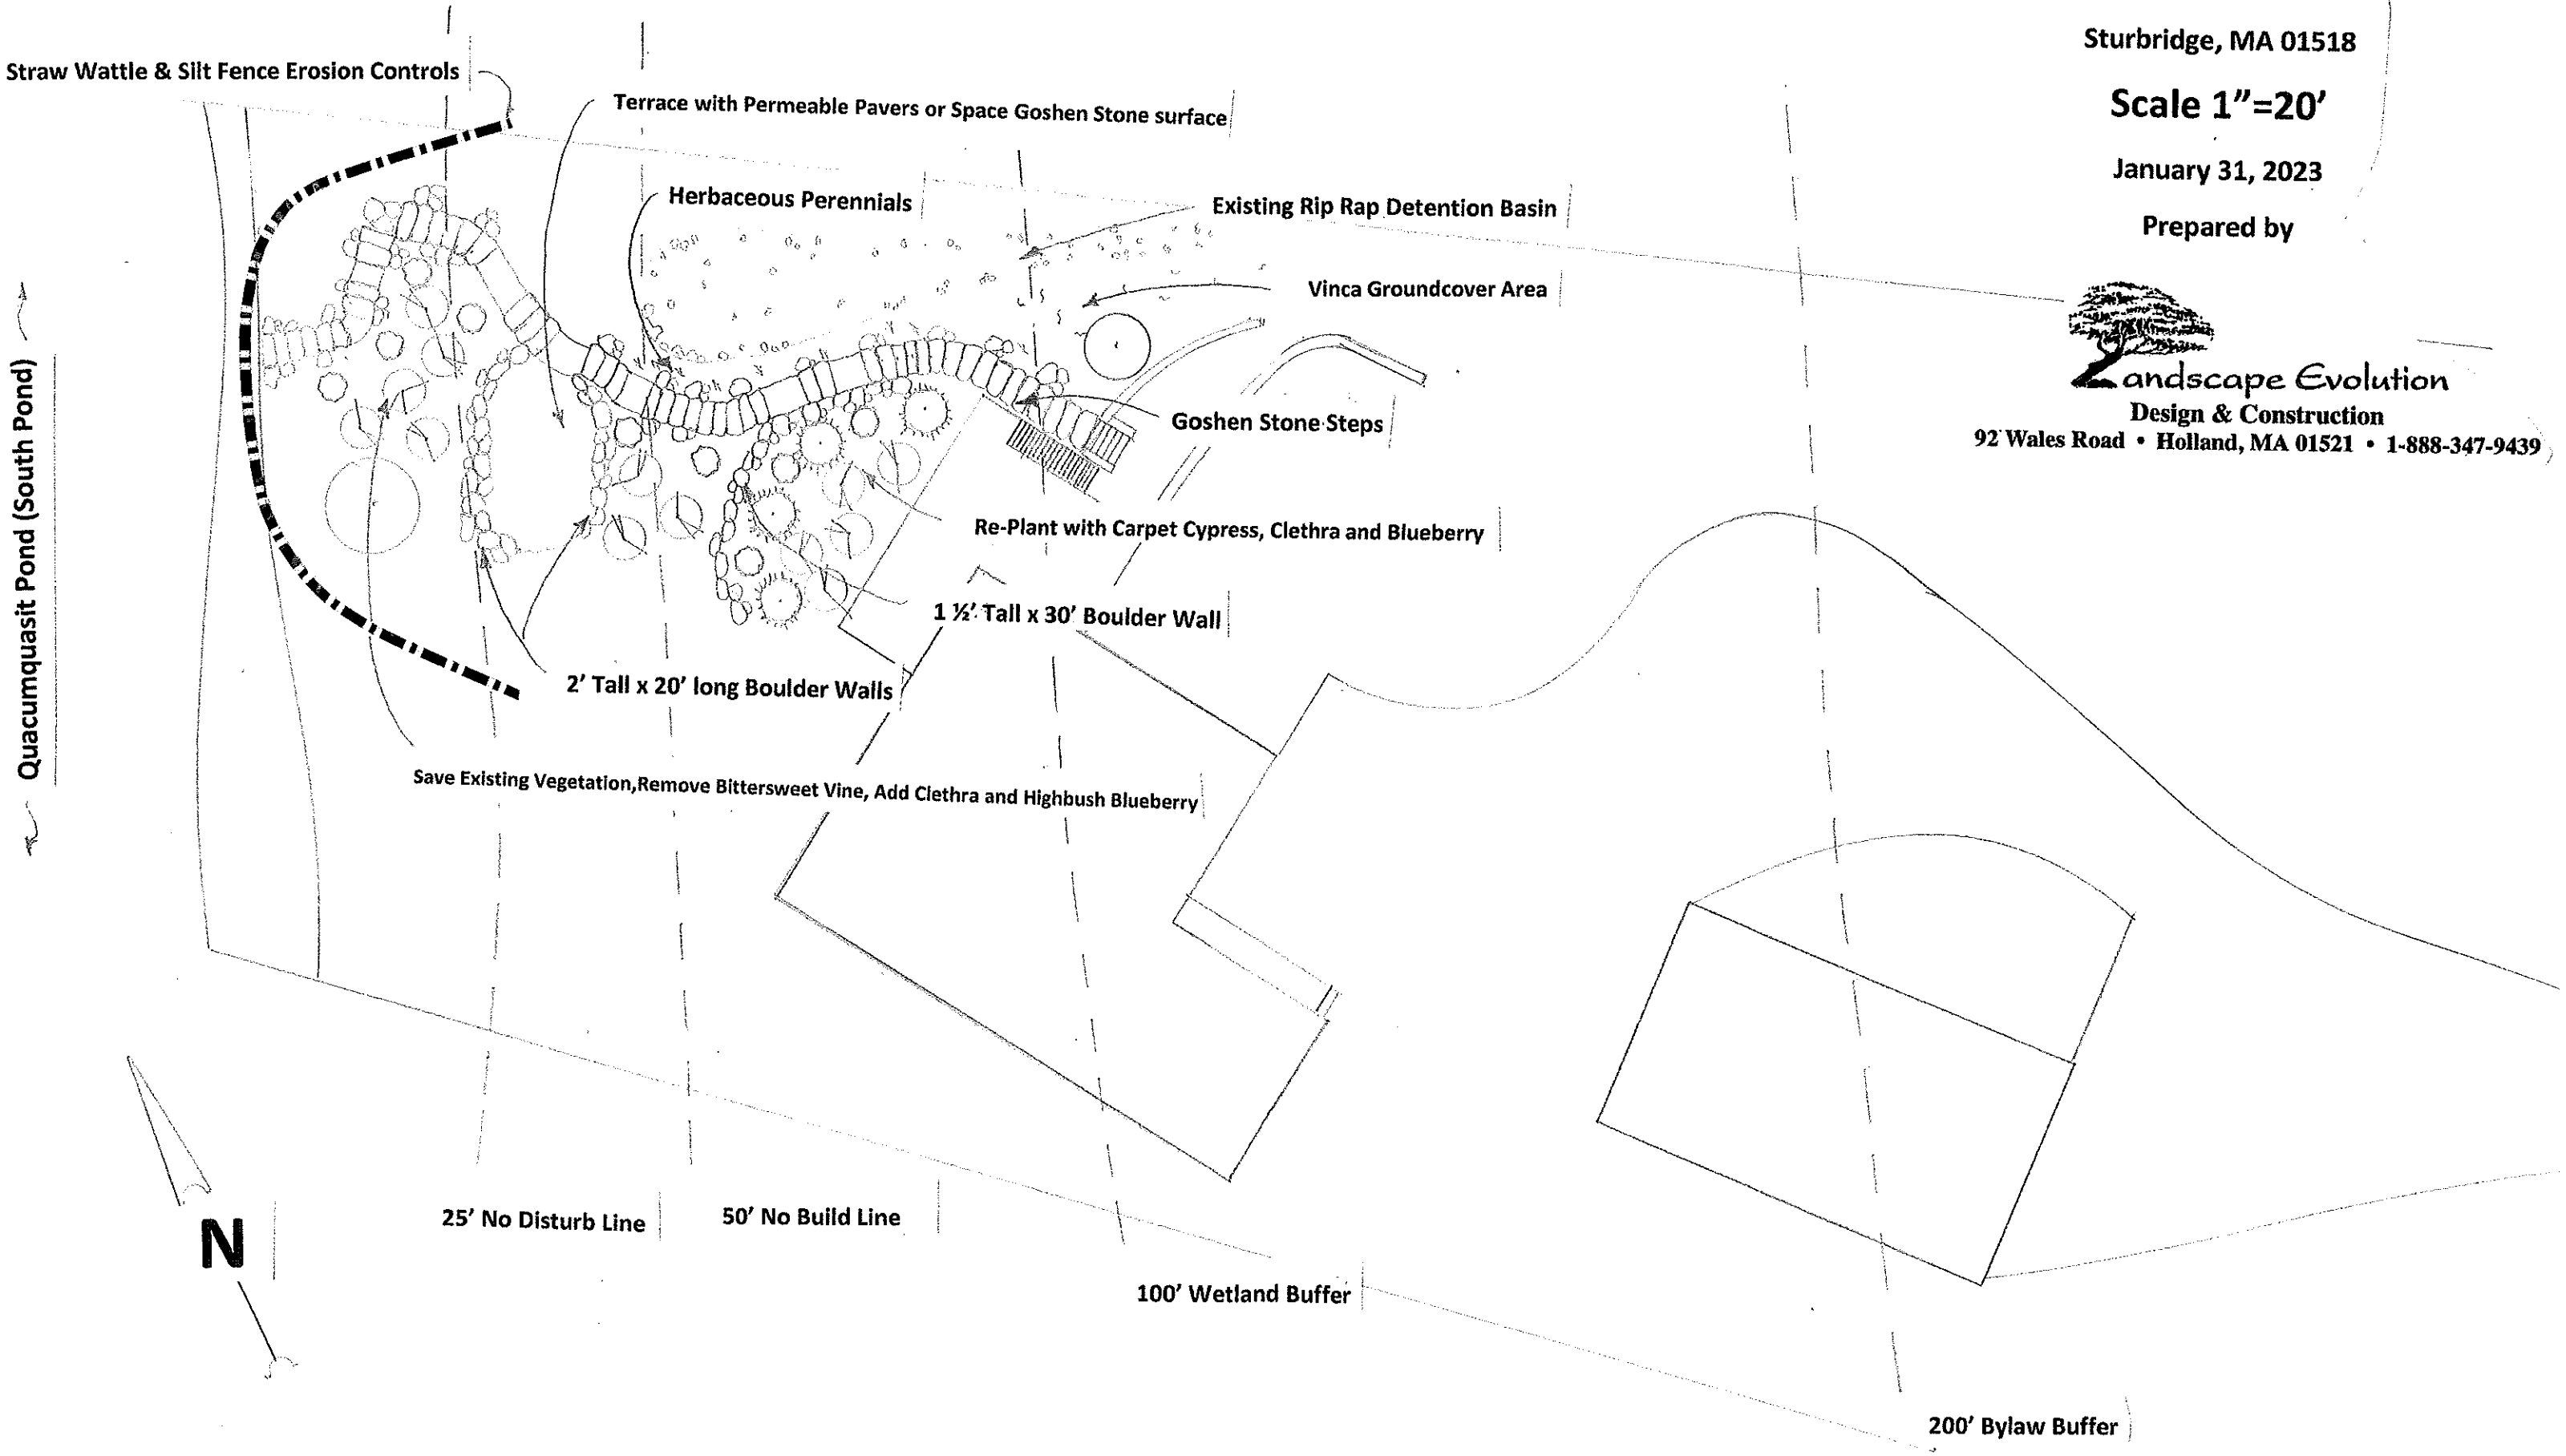 Sturbridge, MA 01518
Scale 1”=20’
January 31, 2023
Prepared by
Landscape Evolution
Design & Construction
92 Wales Road • Holland, MA 01521 • 1-888-347-9439
Straw Wattle & Silt Fence Erosion Controls
Terrace with Permeable Pavers or Space Goshen Stone surface
Herbaceous Perennials
Existing Rip Rap Detention Basin
Vinca Groundcover Area
Goshen Stone Steps
Re-Plant with Carpet Cypress, Clethra and Blueberry
1 ½’ Tall x 30’ Boulder Wall
2’ Tall x 20’ long Boulder Walls
Save Existing Vegetation,Remove Bittersweet Vine, Add Clethra and Highbush Blueberry
Quacumquasit Pond (South Pond)
N
25’ No Disturb Line
50’ No Build Line
100’ Wetland Buffer
200’ Bylaw Buffer